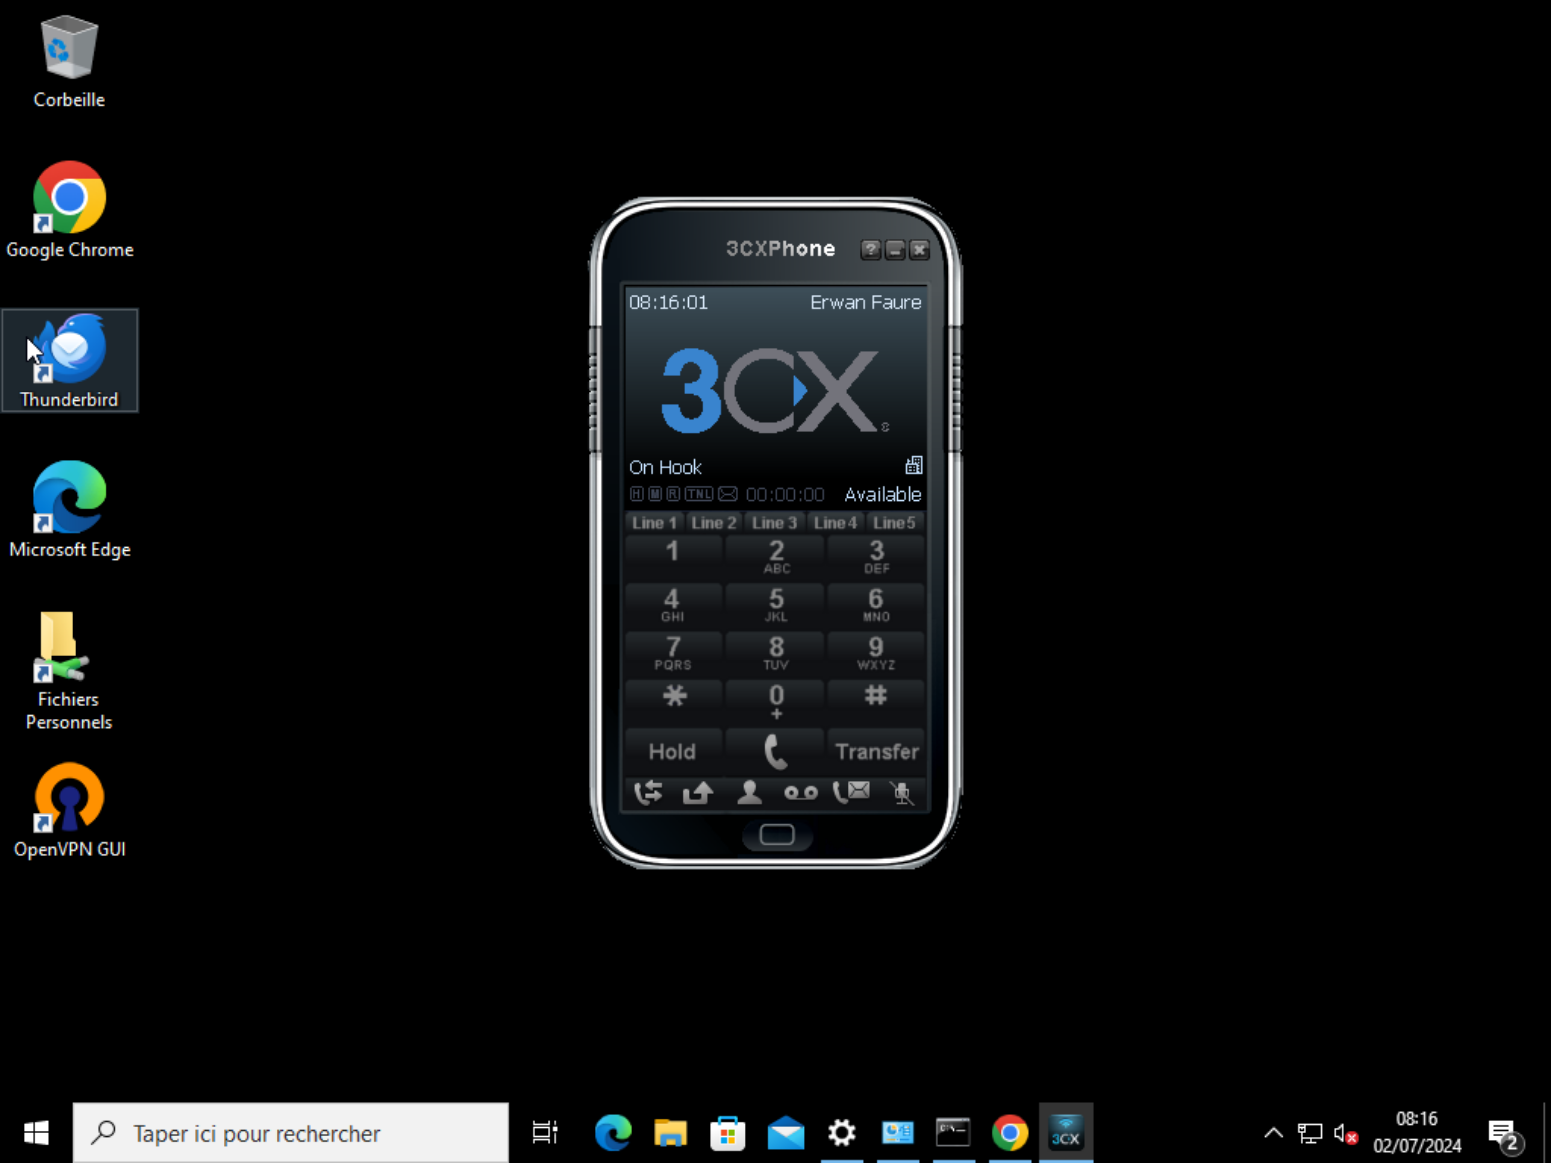 Corbeille
Google Chrome
Thunderbird
Microsoft Edge
Fichiers
Personnels
OpenVPN GUI
3CXPhone
?
08:16:01 Erwan Faure
3CX
On Hook
H M R TNL 00:00:00 Available
Line 1 Line 2 Line 3 Line 4 Line 5
1 2 3
ABC DEF
4 5 6
GHI JKL MNO
7 8 9
PQRS TUV WXYZ
* 0 #
+
Hold Transfer
Taper ici pour rechercher
3CX
08:16
02/07/2024
2